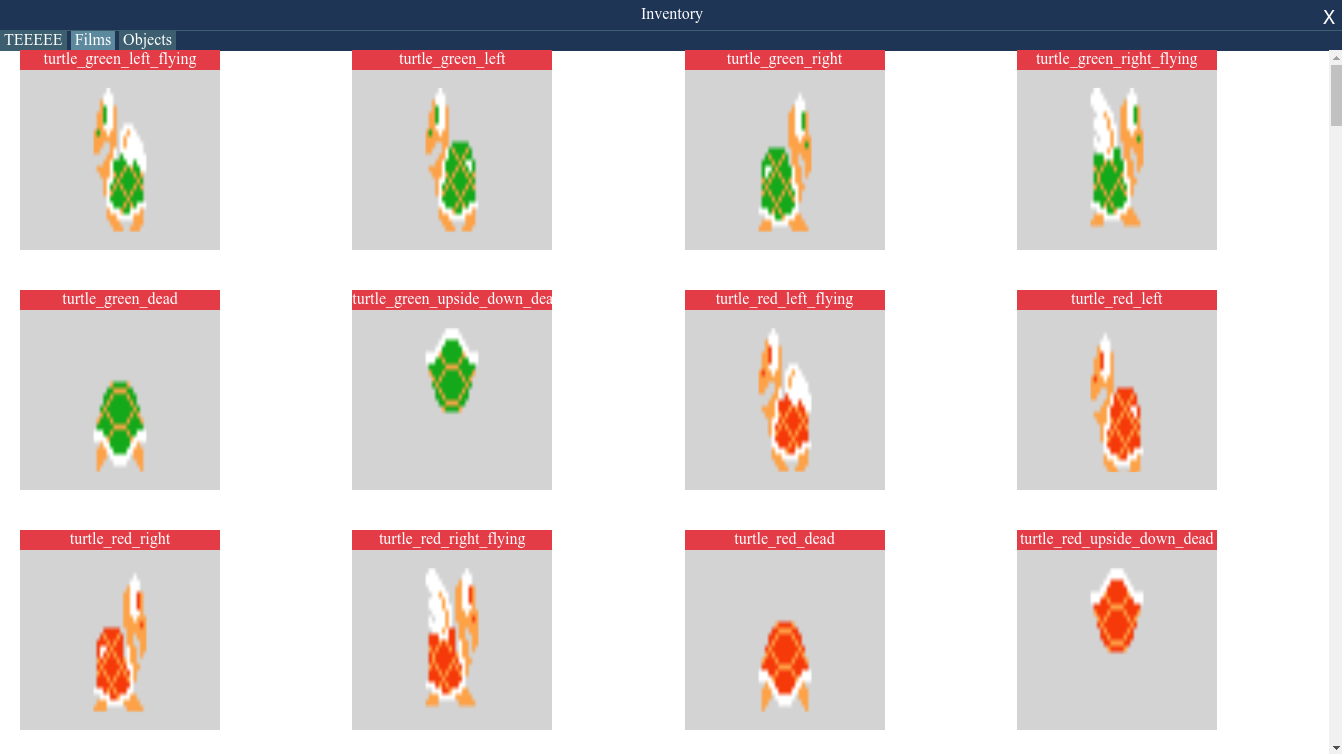 Inventory
X
TEEEEE Films Objects
turtle_green_left_flying
turtle_green_left
turtle_green_right
turtle_green_right_flying
turtle_green_dead
turtle_green_upside_down_dea
turtle_red_left_flying
turtle_red_left
turtle_red_right
turtle_red_right_flying
turtle_red_dead
turtle_red_upside_down_dead